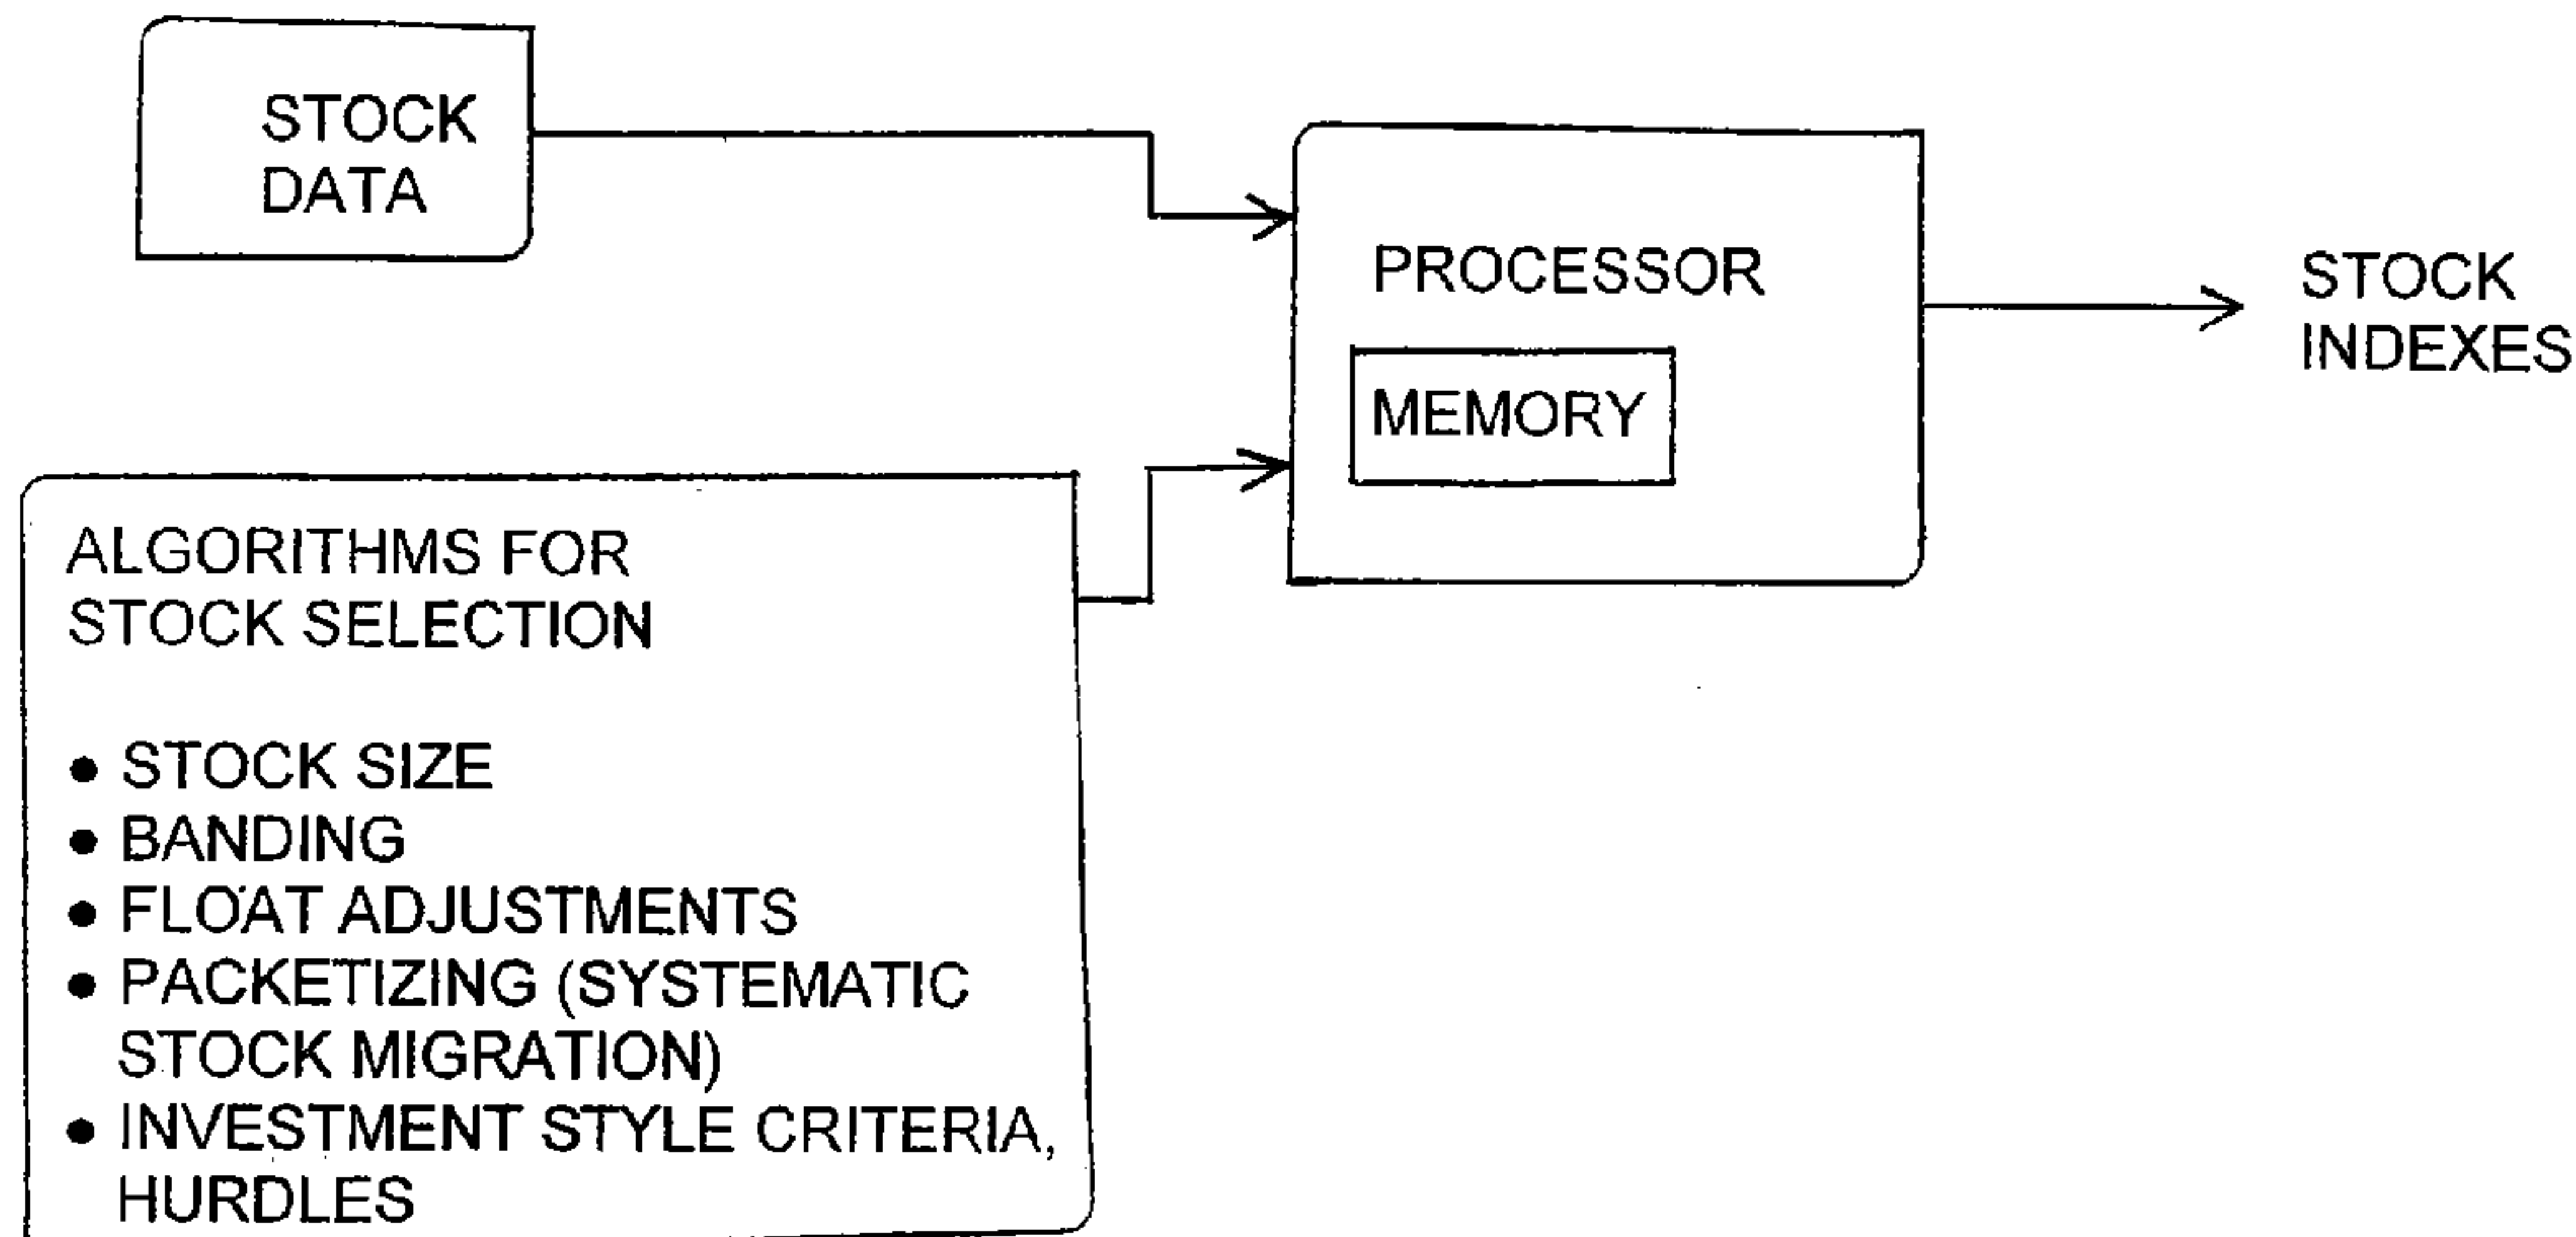 STOCK
DATA
PROCESSOR
MEMORY
STOCK
INDEXES
ALGORITHMS FOR
STOCK SELECTION
• STOCK SIZE
• BANDING
• FLOAT ADJUSTMENTS
• PACKETIZING (SYSTEMATIC
STOCK MIGRATION)
• INVESTMENT STYLE CRITERIA,
HURDLES